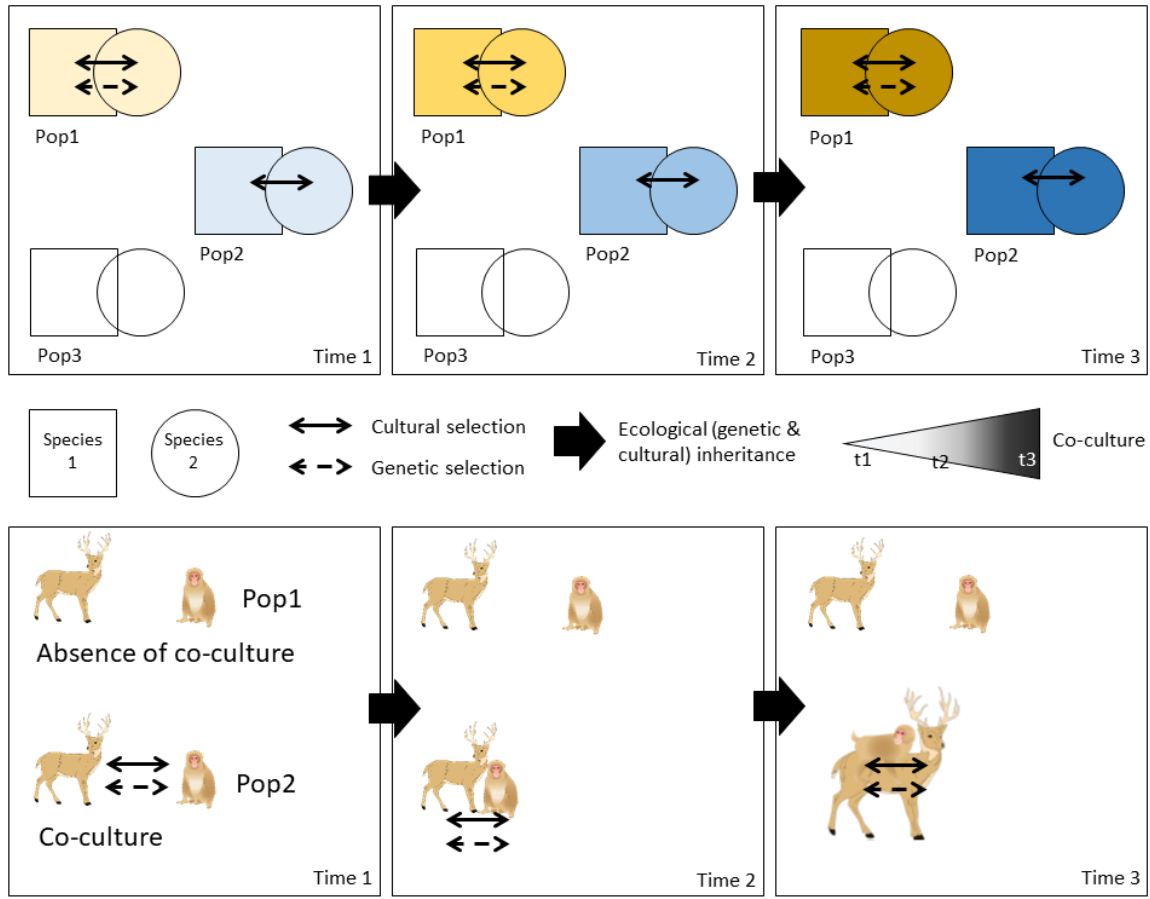 Pop1
Pop2
Pop3
Time 1
Pop1
Pop2
Pop3
Time 2
Pop1
Pop2
Pop3
Time 3
Species
1
Species
2
Cultural selection
Genetic selection
Ecological (genetic &
cultural) inheritance
t1
t2
t3
Co-culture
Pop1
Absence of co-culture
Pop2
Co-culture
Time 1
Time 2
Time 3